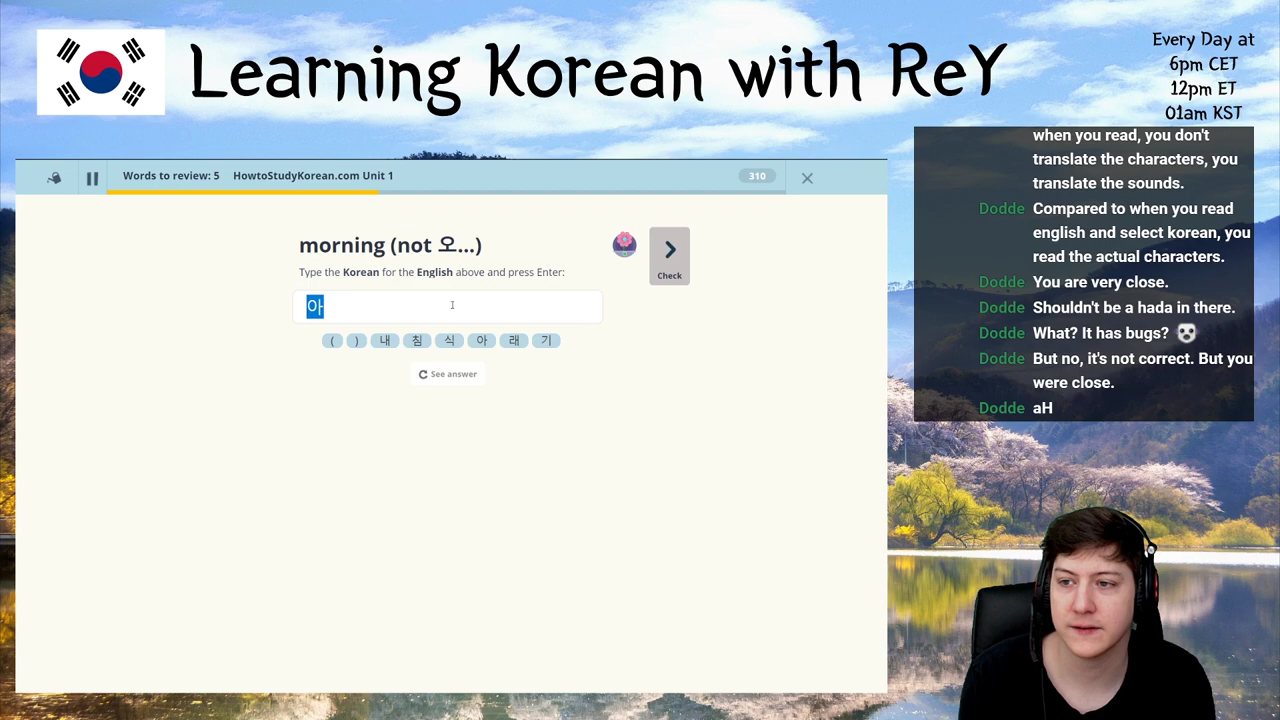 Learning Korean with ReY
Every Day at
6pm CET
12pm ET
01am KST
Words to review: 5 HowtoStudyKorean.com Unit 1
310
morning (not 오...)
Type the Korean for the English above and press Enter:
아
( ) 내 침 식 아 래 기
See answer
Check
when you read, you don't
translate the characters, you
translate the sounds.
Dodde Compared to when you read
english and select korean, you
read the actual characters.
Dodde You are very close.
Dodde Shouldn't be a hada in there.
Dodde What? It has bugs?
Dodde But no, it's not correct. But you
were close.
Dodde aH